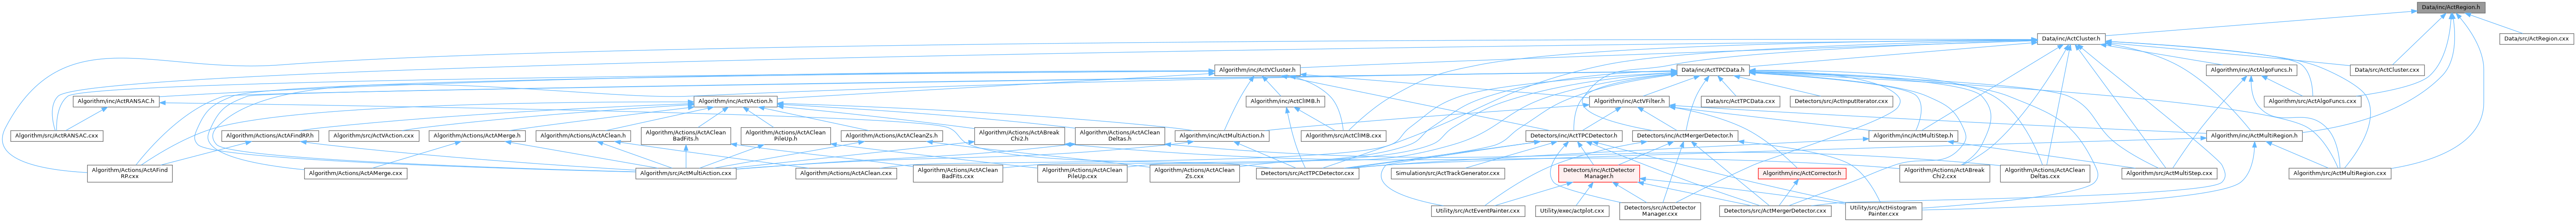 Data/inc/ActRegion.h
Data/inc/ActCluster.h
Data/src/ActRegion.cxx
Algorithm/inc/ActVCluster.h
Data/inc/ActTPCData.h
Algorithm/inc/ActAlgoFuncs.h
Data/src/ActCluster.cxx
Algorithm/inc/ActRANSAC.h
Algorithm/inc/ActVAction.h
Algorithm/inc/ActCliMB.h
Algorithm/inc/ActVFilter.h
Data/src/ActTPCData.cxx
Detectors/src/ActInputIterator.cxx
Algorithm/src/ActAlgoFuncs.cxx
Algorithm/src/ActRANSAC.cxx
Algorithm/Actions/ActAFindRP.h
Algorithm/src/ActVAction.cxx
Algorithm/Actions/ActAMerge.h
Algorithm/Actions/ActAClean.h
Algorithm/Actions/ActAClean
BadFits.h
Algorithm/Actions/ActAClean
PileUp.h
Algorithm/Actions/ActACleanZs.h
Algorithm/Actions/ActABreak
Chi2.h
Algorithm/Actions/ActAClean
Deltas.h
Algorithm/inc/ActMultiAction.h
Algorithm/src/ActCliMB.cxx
Detectors/inc/ActTPCDetector.h
Detectors/inc/ActMergerDetector.h
Algorithm/inc/ActMultiStep.h
Algorithm/inc/ActMultiRegion.h
Algorithm/Actions/ActAFind
RP.cxx
Algorithm/Actions/ActAMerge.cxx
Algorithm/src/ActMultiAction.cxx
Algorithm/Actions/ActAClean.cxx
Algorithm/Actions/ActAClean
BadFits.cxx
Algorithm/Actions/ActAClean
PileUp.cxx
Algorithm/Actions/ActAClean
Zs.cxx
Detectors/src/ActTPCDetector.cxx
Simulation/src/ActTrackGenerator.cxx
Detectors/inc/ActDetector
Manager.h
Algorithm/inc/ActCorrector.h
Algorithm/Actions/ActABreak
Chi2.cxx
Algorithm/Actions/ActAClean
Deltas.cxx
Algorithm/src/ActMultiStep.cxx
Algorithm/src/ActMultiRegion.cxx
Utility/src/ActEventPainter.cxx
Utility/exec/actplot.cxx
Detectors/src/ActDetector
Manager.cxx
Detectors/src/ActMergerDetector.cxx
Utility/src/ActHistogram
Painter.cxx